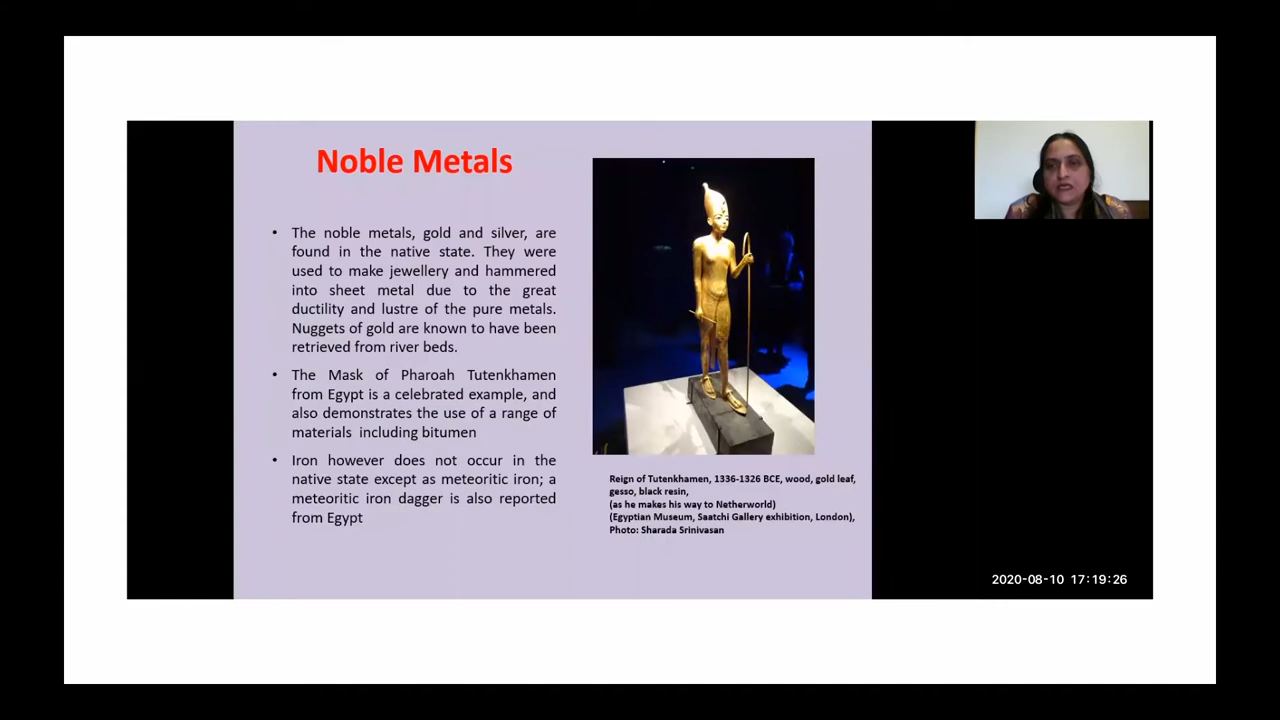 Noble Metals
• The noble metals, gold and silver, are
found in the native state. They were
used to make jewellery and hammered
into sheet metal due to the great
ductility and lustre of the pure metals.
Nuggets of gold are known to have been
retrieved from river beds.
• The Mask of Pharoah Tutenkhamen
from Egypt is a celebrated example, and
also demonstrates the use of a range of
materials including bitumen
• Iron however does not occur in the
native state except as meteoritic iron; a
meteoritic iron dagger is also reported
from Egypt
Reign of Tutenkhamen, 1336-1326 BCE, wood, gold leaf,
gesso, black resin,
(as he makes his way to Netherworld)
(Egyptian Museum, Saatchi Gallery exhibition, London),
Photo: Sharada Srinivasan
2020-08-10 17:19:26